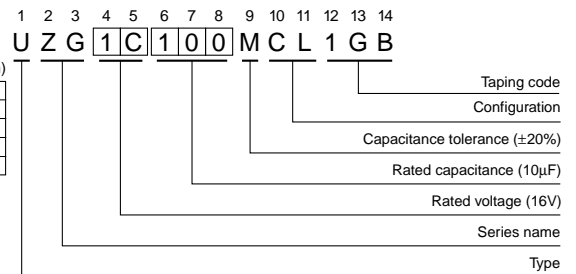 1 2 3 4 5 6 7 8 9 10 11 12 13 14
U Z G 1 C 1 0 0 M C L 1 G B
)
Taping code
Configuration
Capacitance tolerance (±20%)
Rated capacitance (10µF)
Rated voltage (16V)
Series name
Type